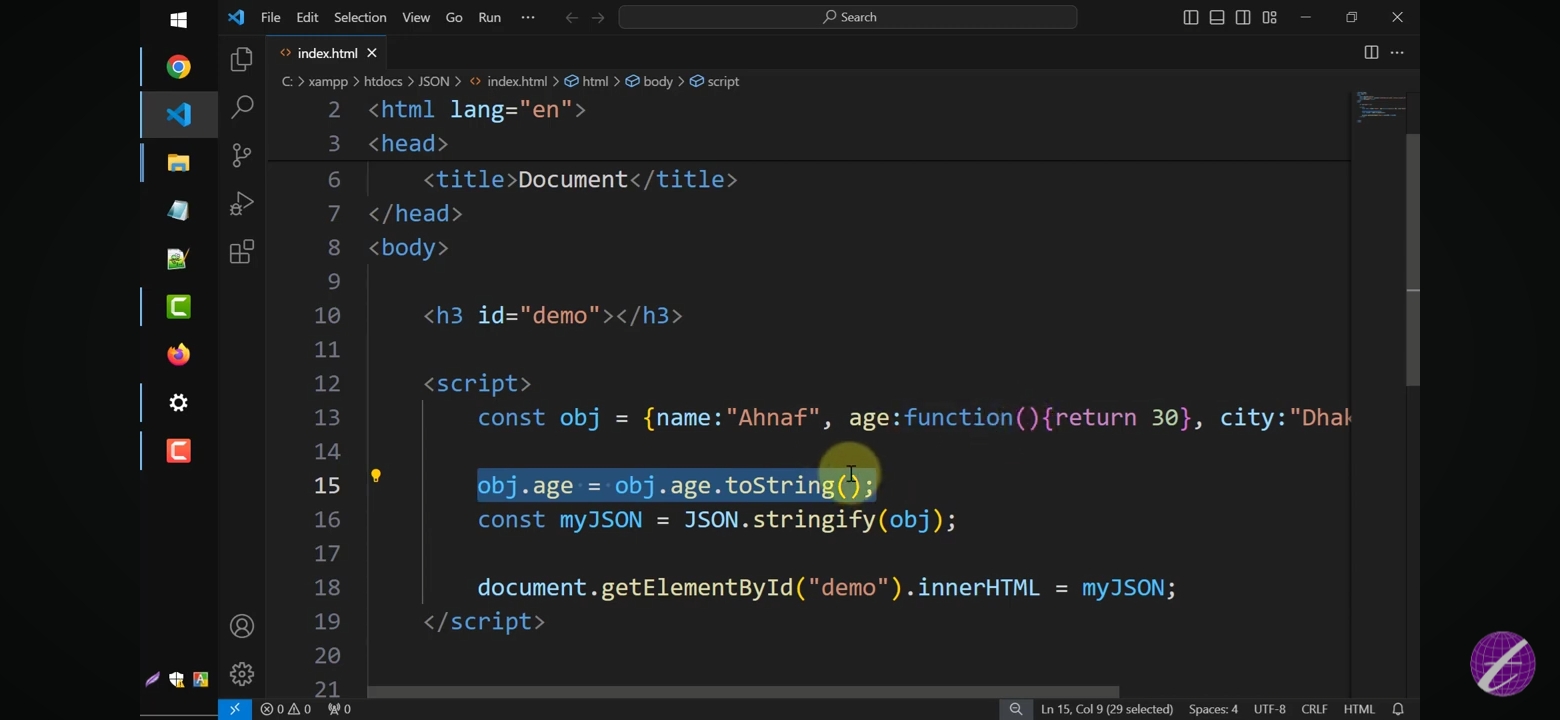 File Edit Selection View Go Run ··· Search
index.html
C: > xampp > htdocs > JSON > index.html > html > body > script
2 <html lang="en">
3 <head>
6 <title>Document</title>
7 </head>
8 <body>
9
10 <h3 id="demo"></h3>
11
12 <script>
13 const obj = {name:"Ahnaf", age:function(){return 30}, city:"Dhak
14
15 obj.age = obj.age.toString();
16 const myJSON = JSON.stringify(obj);
17
18 document.getElementById("demo").innerHTML = myJSON;
19 </script>
20
21
0 0 0 Ln 15, Col 9 (29 selected) Spaces: 4 UTF-8 CRLF HTML